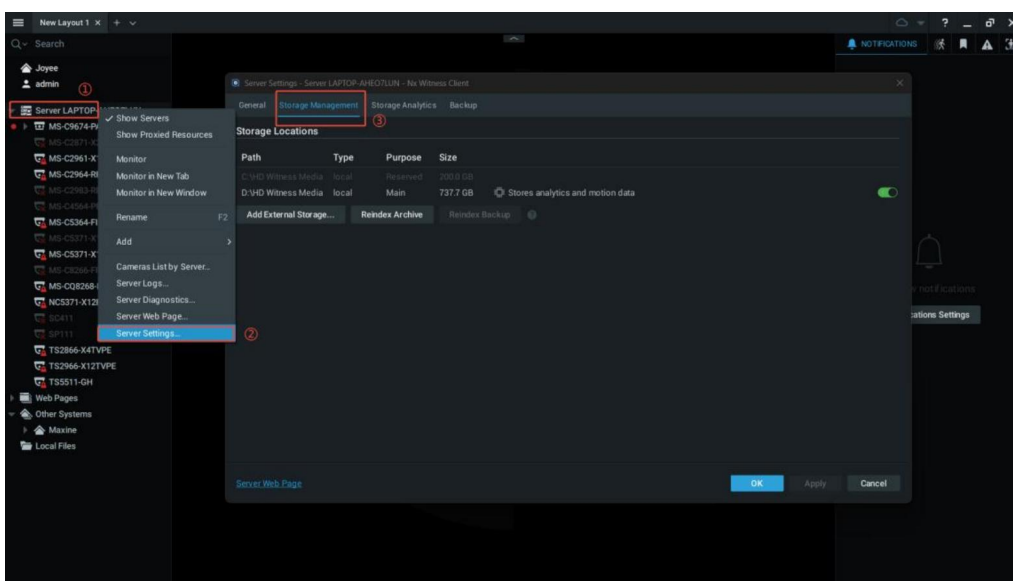 New Layout 1
Search
NOTIFICATIONS
Joyee
admin
①
Server LAPTOP-
MS-C9674-PA
MS-C2961-X
MS-C2964-RI
MS-C2983-R
MS-C4564-P
MS-C5364-FI
MS-C5371-X
MS-C5371-X
MS-C8266-F
MS-CQ8268-
NC5371-X12
SC411
SP111
TS2866-X4TVPE
TS2966-X12TVPE
TS5511-GH
Web Pages
Other Systems
Maxine
Local Files
Show Servers
Show Proxied Resources
Monitor
Monitor in New Tab
Monitor in New Window
Rename F2
Add
Cameras List by Server...
Server Logs...
Server Diagnostics...
Server Web Page...
Server Settings...
②
Server Settings - Server LAPTOP-AHEO7LUN - Nx Witness Client
General Storage Management Storage Analytics Backup
③
Storage Locations
Path Type Purpose Size
C:\HD Witness Media local Reserved 200.0 GB
D:\HD Witness Media local Main 737.7 GB Stores analytics and motion data
Add External Storage... Reindex Archive Reindex Backup ?
Server Web Page
OK Apply Cancel
notifications
ations Settings